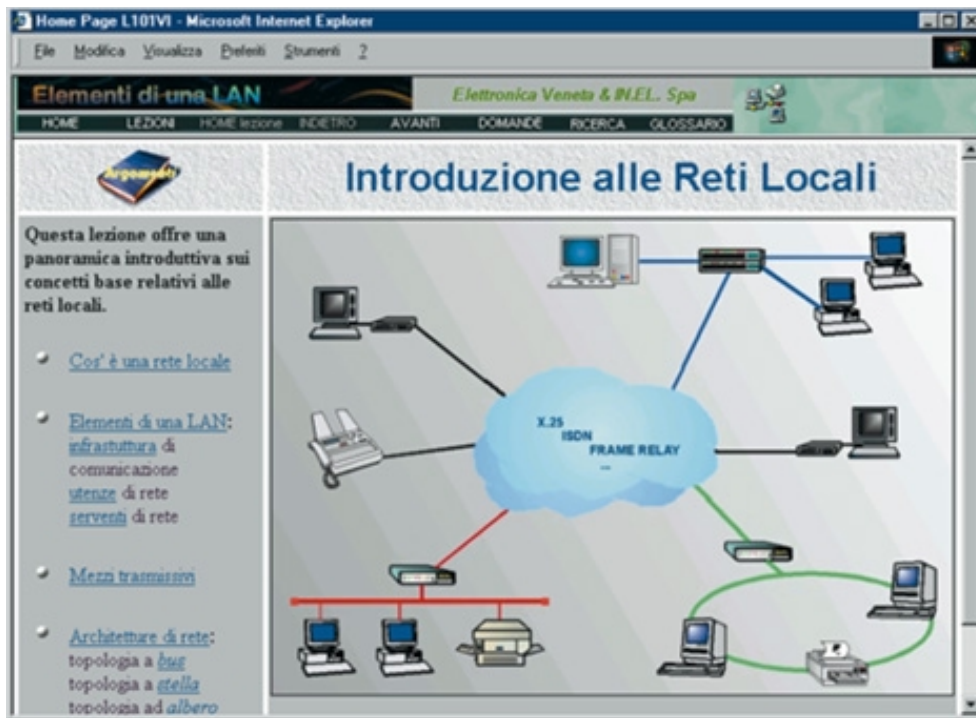 Home Page L101VI - Microsoft Internet Explorer
File Modifica Visualizza Preferiti Strumenti ?
Elementi di una LAN
Elettronica Veneta & IN.EL. Spa
HOME LEZIONI HOME lezione INDIETRO AVANTI DOMANDE RICERCA GLOSSARIO
Argomenti
Introduzione alle Reti Locali
Questa lezione offre una
panoramica introduttiva sui
concetti base relativi alle
reti locali.
Cos' è una rete locale
Elementi di una LAN:
infrastuttura di
comunicazione
utenze di rete
serventi di rete
Mezzi trasmissivi
Architetture di rete:
topologia a bus
topologia a stella
topologia ad albero
X.25
ISDN
FRAME RELAY
...